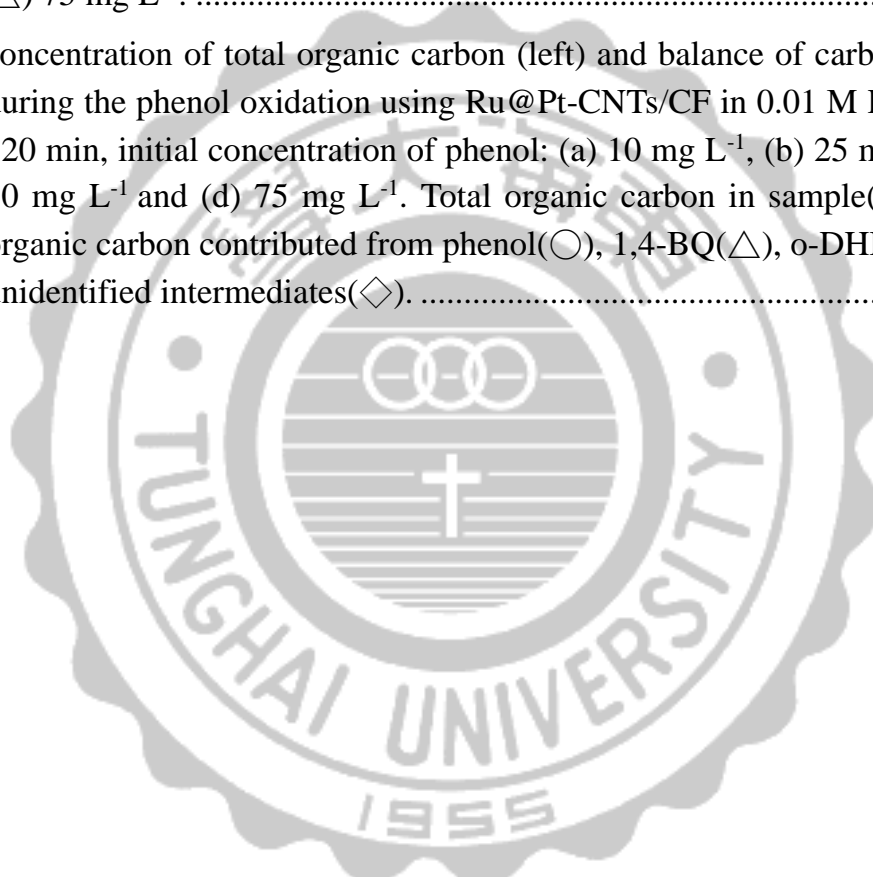 △) 75 mg L⁻¹. ................................................................................
oncentration of total organic carbon (left) and balance of carb
uring the phenol oxidation using Ru@Pt-CNTs/CF in 0.01 M
20 min, initial concentration of phenol: (a) 10 mg L⁻¹, (b) 25 m
0 mg L⁻¹ and (d) 75 mg L⁻¹. Total organic carbon in sample(
organic carbon contributed from phenol(○), 1,4-BQ(△), o-DH
unidentified intermediates(◇). ..................................................
大
TUNGHAI UNIVERSITY
1955